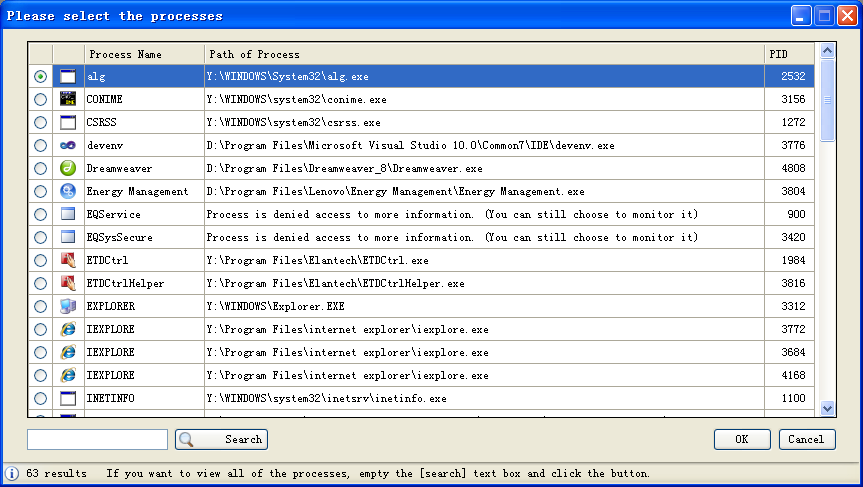 Please select the processes
Process Name Path of Process PID
alg Y:\WINDOWS\System32\alg.exe 2532
CONIME Y:\WINDOWS\system32\conime.exe 3156
CSRSS Y:\WINDOWS\system32\csrss.exe 1272
devenv D:\Program Files\Microsoft Visual Studio 10.0\Common7\IDE\devenv.exe 3776
Dreamweaver D:\Program Files\Dreamweaver_8\Dreamweaver.exe 4808
Energy Management D:\Program Files\Lenovo\Energy Management\Energy Management.exe 3804
EQService Process is denied access to more information. (You can still choose to monitor it) 900
EQSysSecure Process is denied access to more information. (You can still choose to monitor it) 3420
ETDCtrl Y:\Program Files\Elantech\ETDCtrl.exe 1984
ETDCtrlHelper Y:\Program Files\Elantech\ETDCtrlHelper.exe 3816
EXPLORER Y:\WINDOWS\Explorer.EXE 3312
IEXPLORE Y:\Program Files\internet explorer\iexplore.exe 3772
IEXPLORE Y:\Program Files\internet explorer\iexplore.exe 3684
IEXPLORE Y:\Program Files\internet explorer\iexplore.exe 4168
INETINFO Y:\WINDOWS\system32\inetsrv\inetinfo.exe 1100
Search OK Cancel
63 results If you want to view all of the processes, empty the [search] text box and click the button.